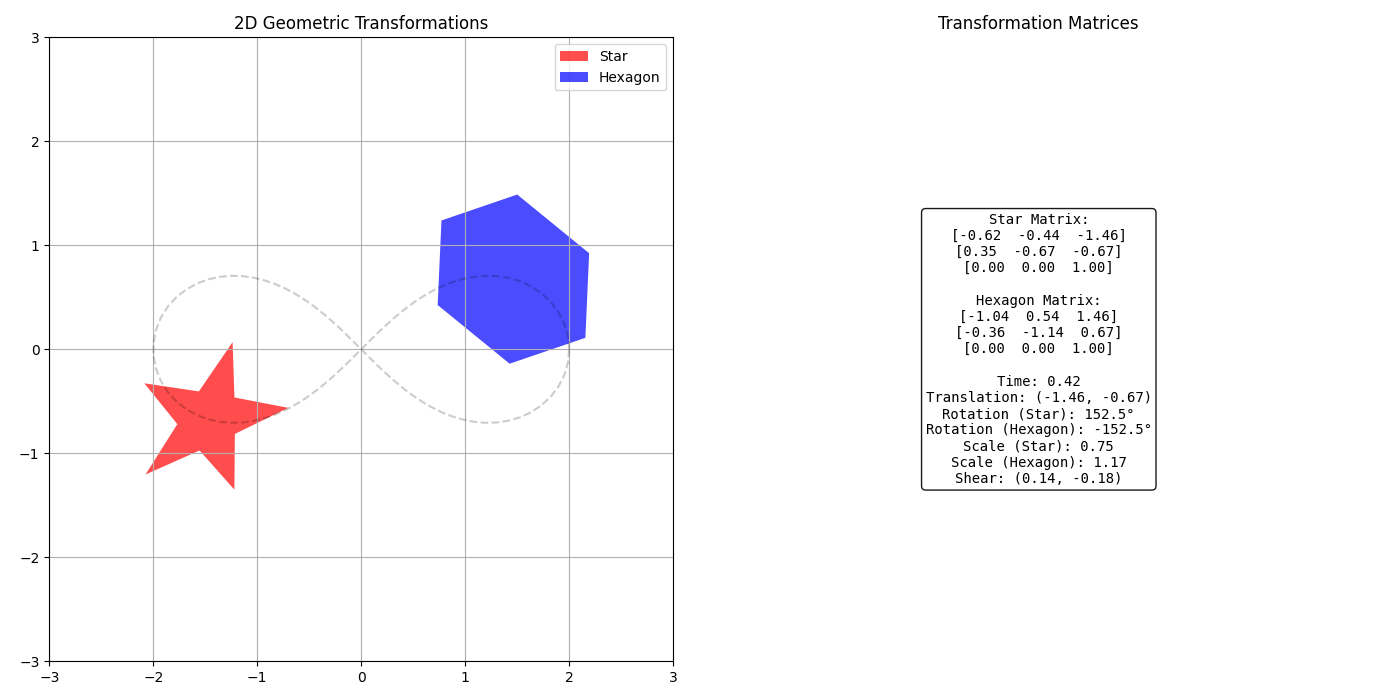 2D Geometric Transformations
3
2
1
0
−1
−2
−3
−3
−2
−1
0
1
2
3
Star
Hexagon
Transformation Matrices
Star Matrix:
[-0.62  -0.44  -1.46]
[0.35  -0.67  -0.67]
[0.00  0.00  1.00]
Hexagon Matrix:
[-1.04  0.54  1.46]
[-0.36  -1.14  0.67]
[0.00  0.00  1.00]
Time: 0.42
Translation: (-1.46, -0.67)
Rotation (Star): 152.5°
Rotation (Hexagon): -152.5°
Scale (Star): 0.75
Scale (Hexagon): 1.17
Shear: (0.14, -0.18)